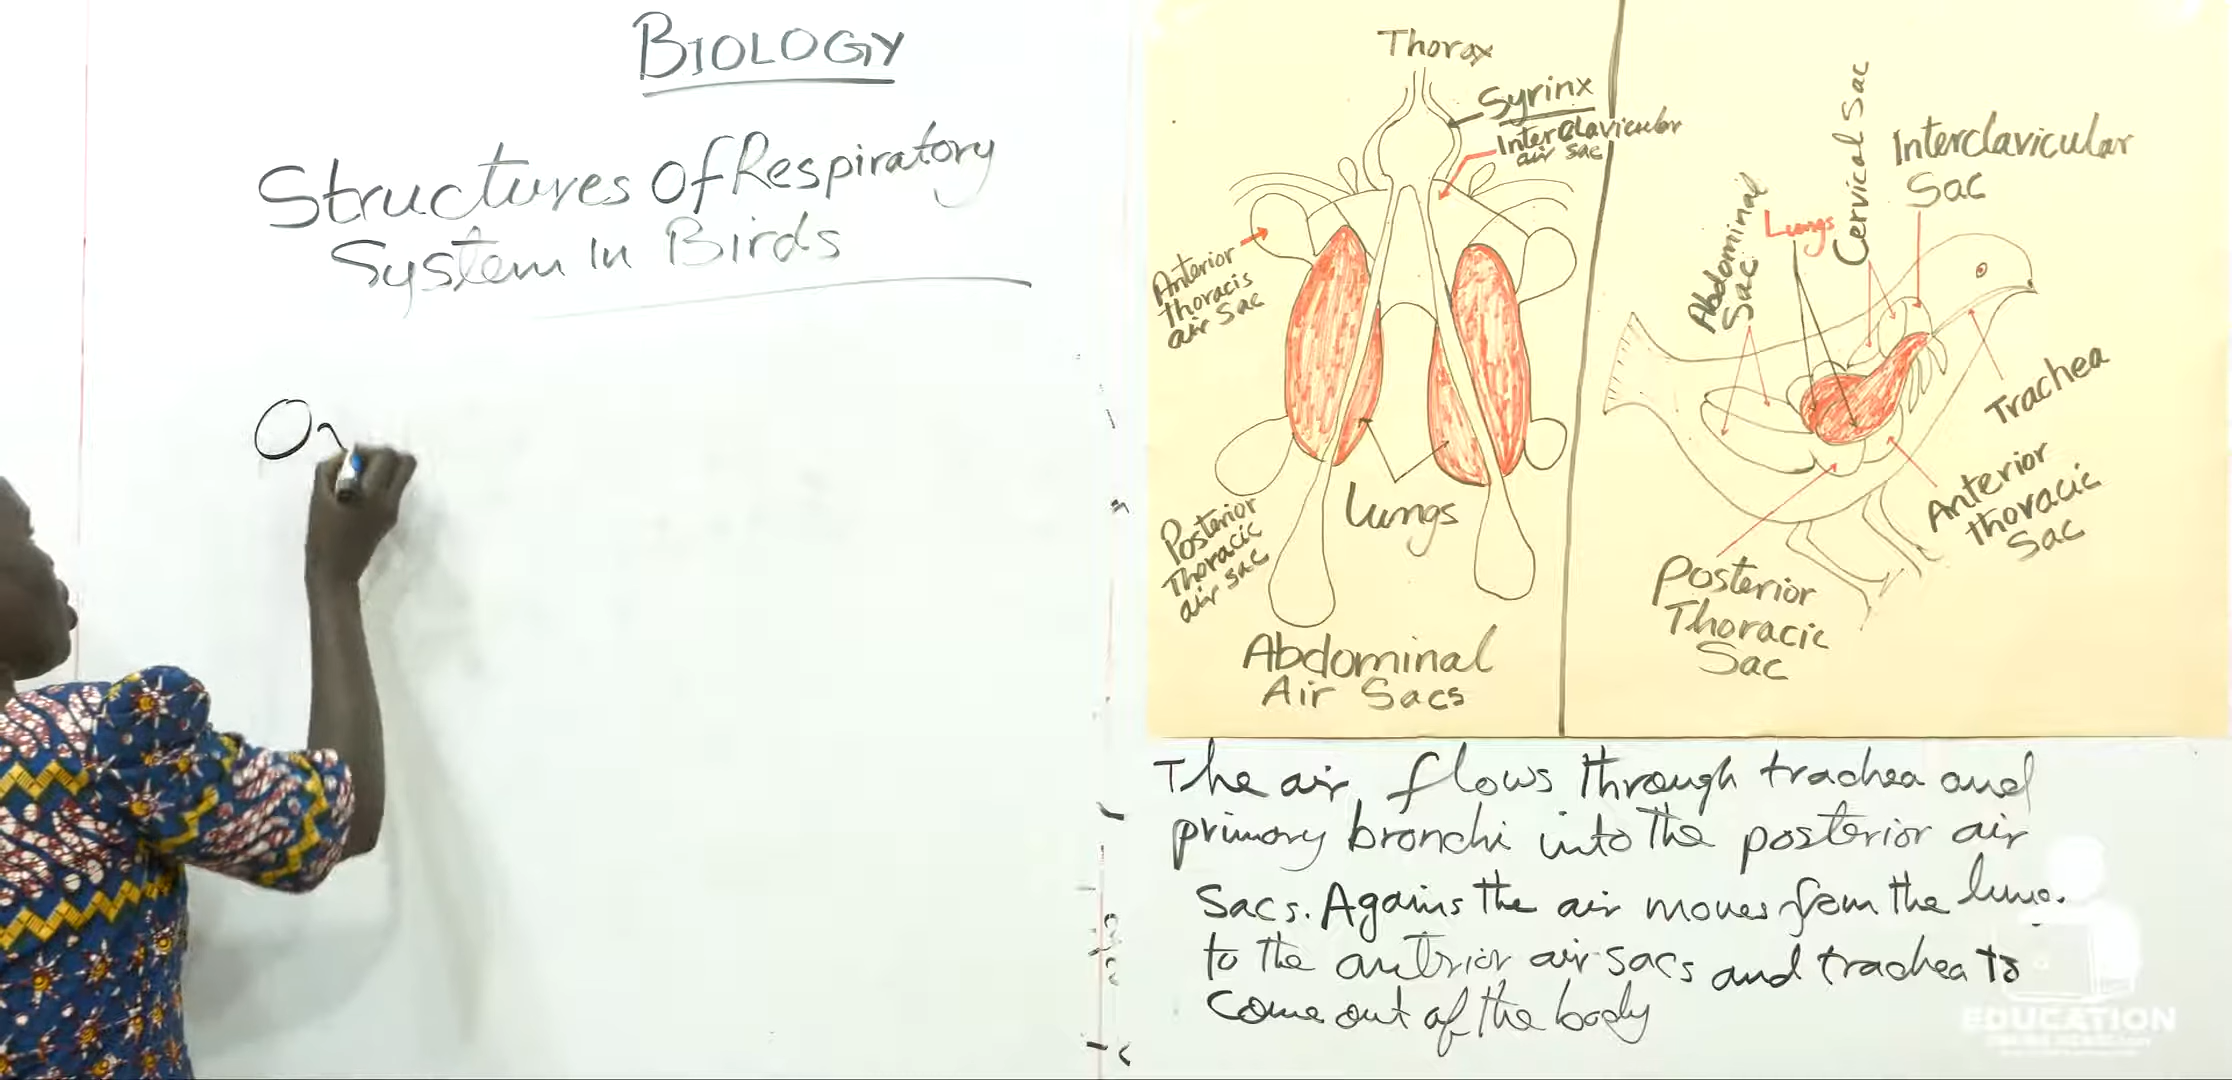 BIOLOGY
Structures Of Respiratory
System In Birds
O
Thorax
Syrinx
InterClavicular
air sac
Anterior
thoracis
air Sac
Lungs
Posterior
Thoracic
air sac
Abdominal
Air Sacs
Abdominal
Sac
Lungs
Cervical Sac
Interclavicular
Sac
Trachea
Anterior
thoracic
Sac
Posterior
Thoracic
Sac
The air flows through trachea and
primary bronchi into the posterior air
Sacs. Agains the air moves from the
to the antrior air sacs and trachea to
Come out of the body
EDUCATION